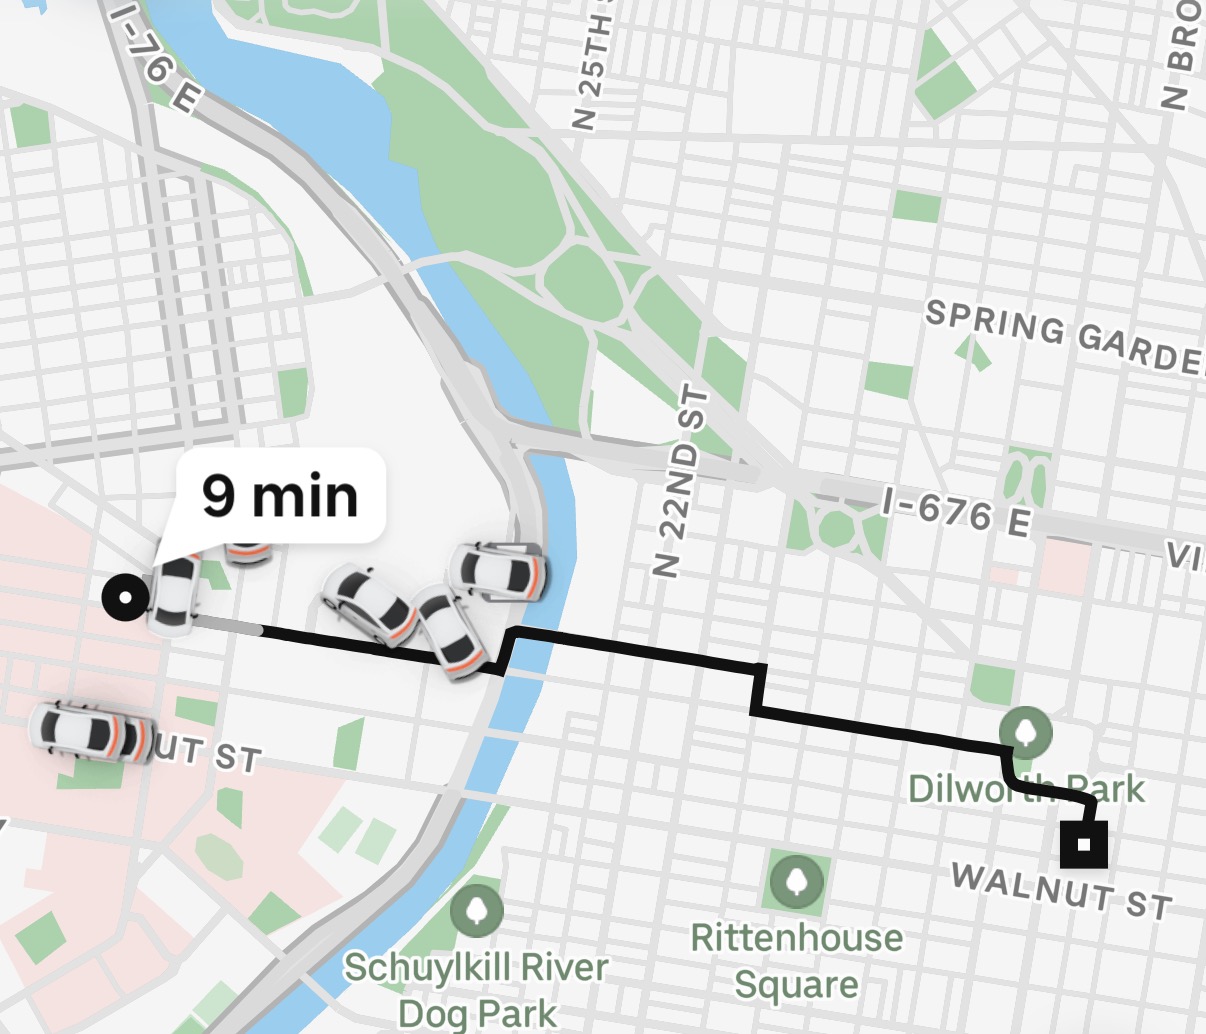 I-76 E
N 25TH
N BRO
SPRING GARDE
N 22ND ST
9 min
I-676 E
VI
UT ST
Dilworth Park
WALNUT ST
Rittenhouse
Square
Schuylkill River
Dog Park